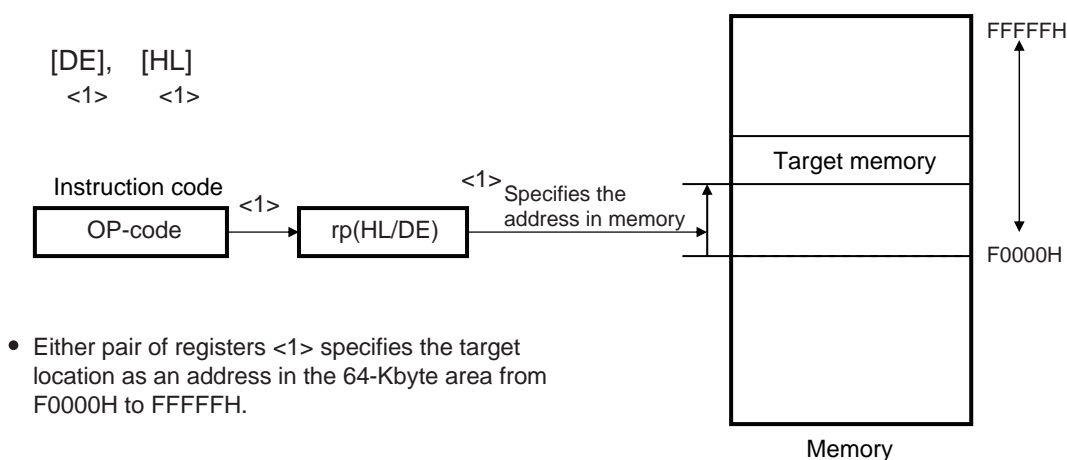 [DE], [HL]
<1> <1>
Instruction code
OP-code
<1>
rp(HL/DE)
<1>
Specifies the
address in memory
Target memory
FFFFFH
F0000H
Memory
• Either pair of registers <1> specifies the target
location as an address in the 64-Kbyte area from
F0000H to FFFFFH.